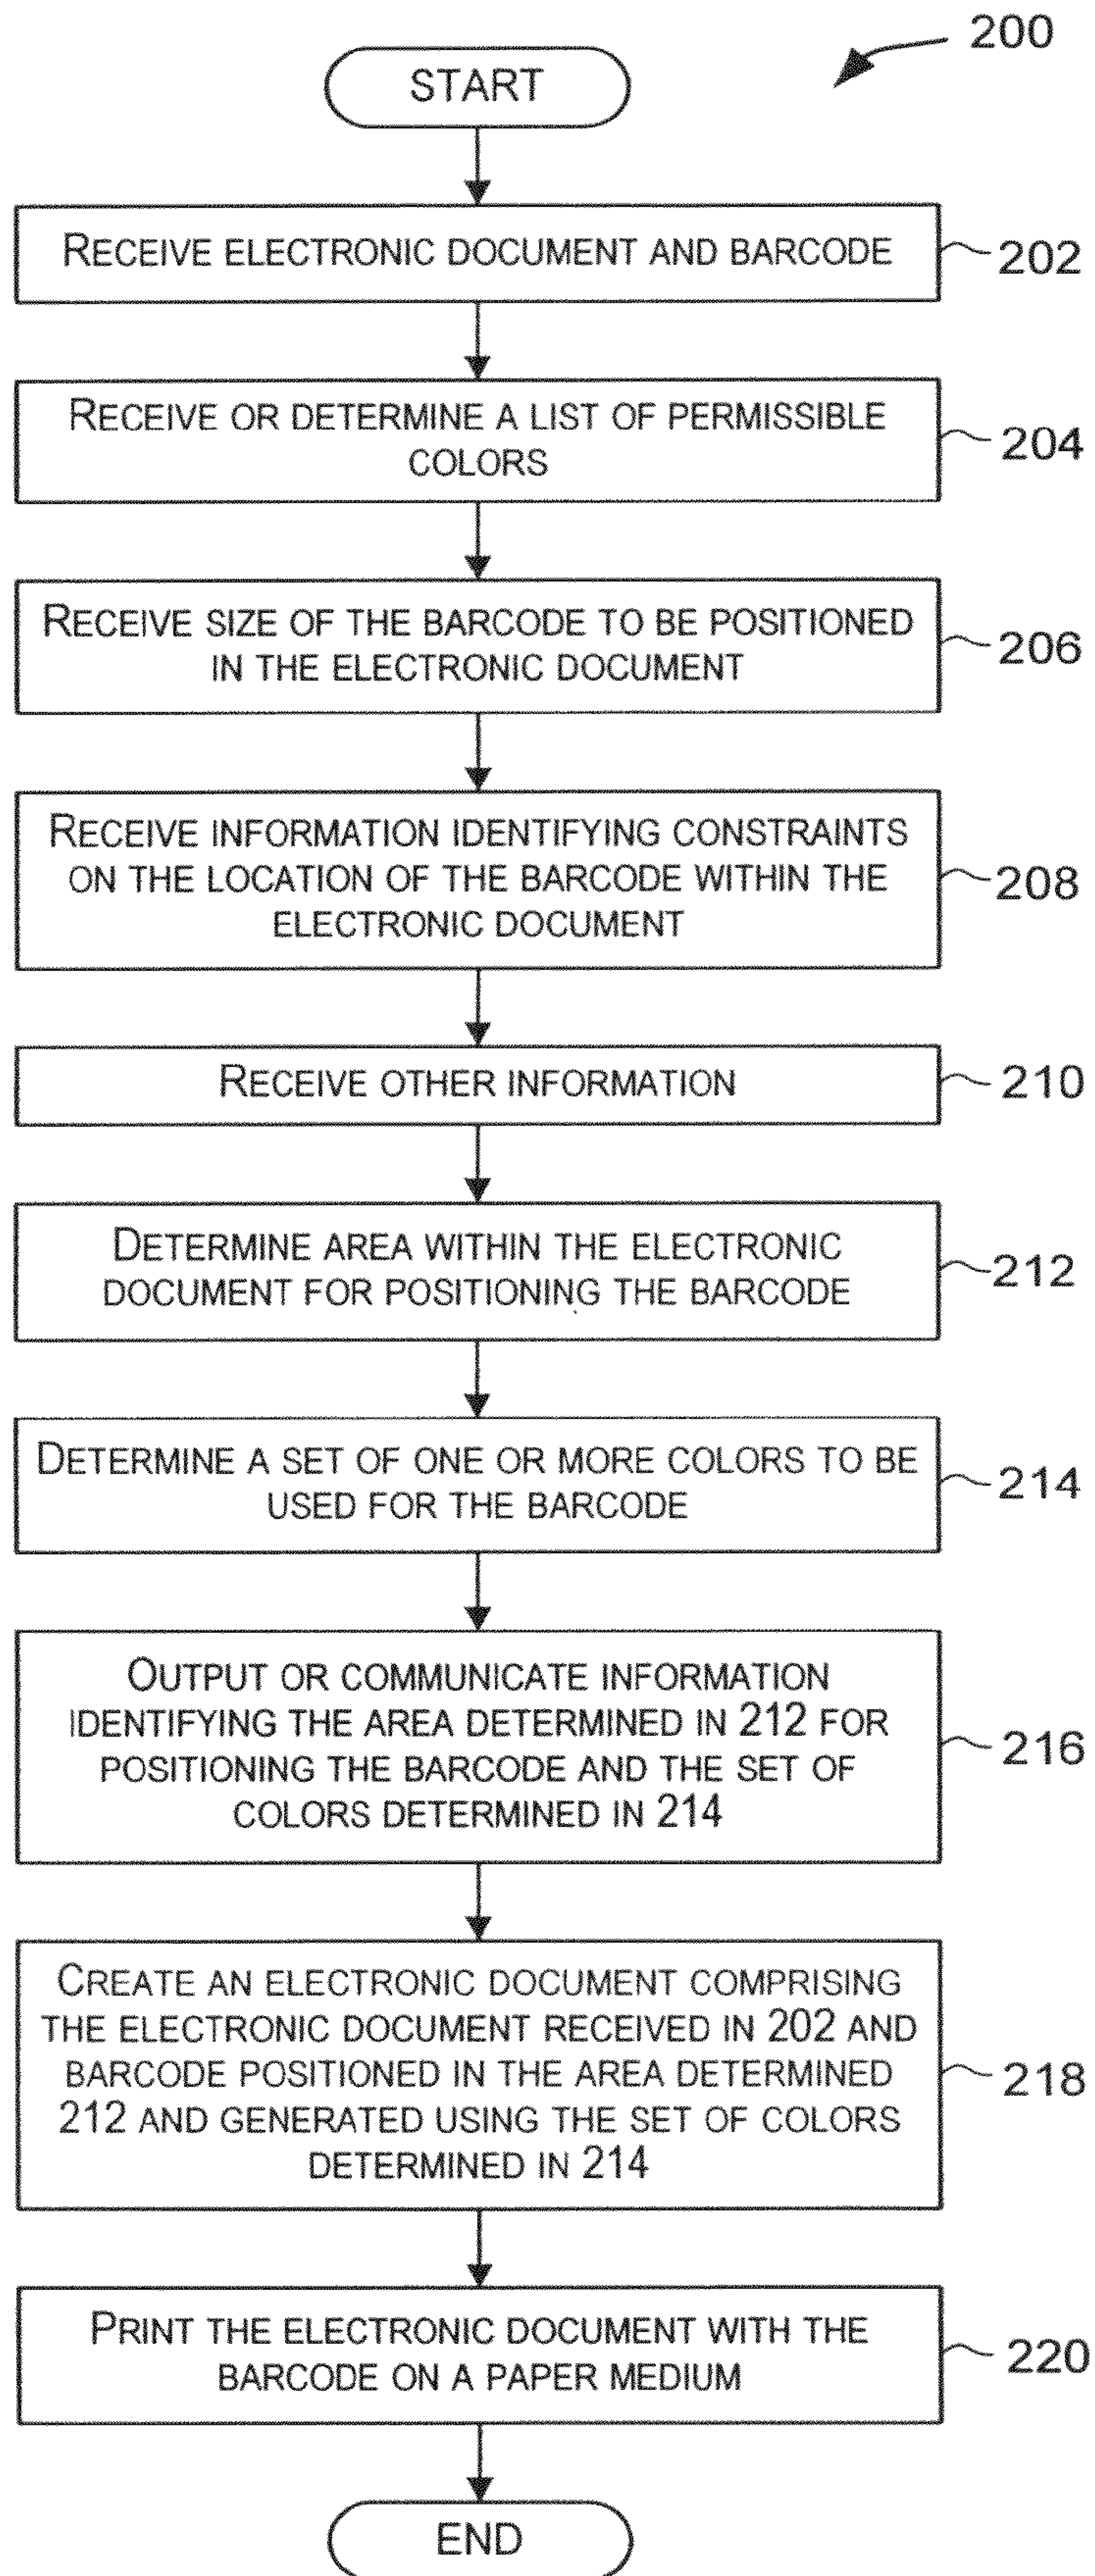 200
START
RECEIVE ELECTRONIC DOCUMENT AND BARCODE
202
RECEIVE OR DETERMINE A LIST OF PERMISSIBLE
COLORS
204
RECEIVE SIZE OF THE BARCODE TO BE POSITIONED
IN THE ELECTRONIC DOCUMENT
206
RECEIVE INFORMATION IDENTIFYING CONSTRAINTS
ON THE LOCATION OF THE BARCODE WITHIN THE
ELECTRONIC DOCUMENT
208
RECEIVE OTHER INFORMATION
210
DETERMINE AREA WITHIN THE ELECTRONIC
DOCUMENT FOR POSITIONING THE BARCODE
212
DETERMINE A SET OF ONE OR MORE COLORS TO BE
USED FOR THE BARCODE
214
OUTPUT OR COMMUNICATE INFORMATION
IDENTIFYING THE AREA DETERMINED IN 212 FOR
POSITIONING THE BARCODE AND THE SET OF
COLORS DETERMINED IN 214
216
CREATE AN ELECTRONIC DOCUMENT COMPRISING
THE ELECTRONIC DOCUMENT RECEIVED IN 202 AND
BARCODE POSITIONED IN THE AREA DETERMINED
212 AND GENERATED USING THE SET OF COLORS
DETERMINED IN 214
218
PRINT THE ELECTRONIC DOCUMENT WITH THE
BARCODE ON A PAPER MEDIUM
220
END